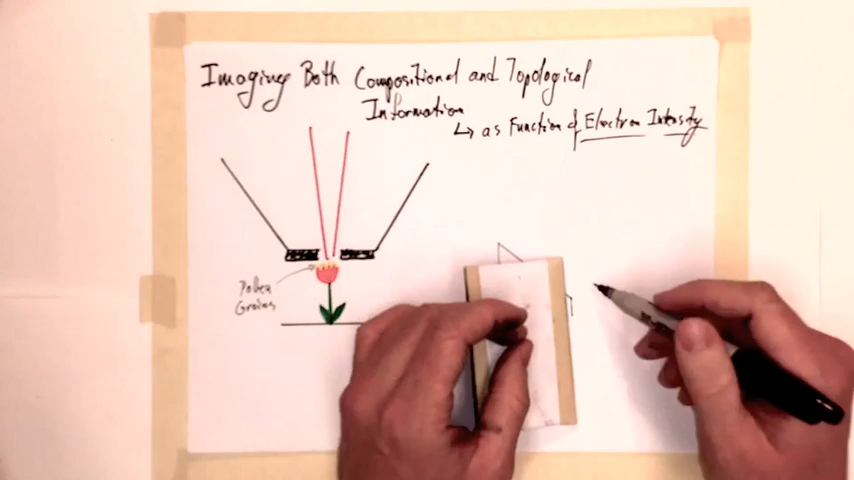 Imaging Both Compositional and Topological
Information
↳ as Function of Electron Intensity
Pollen
Grains